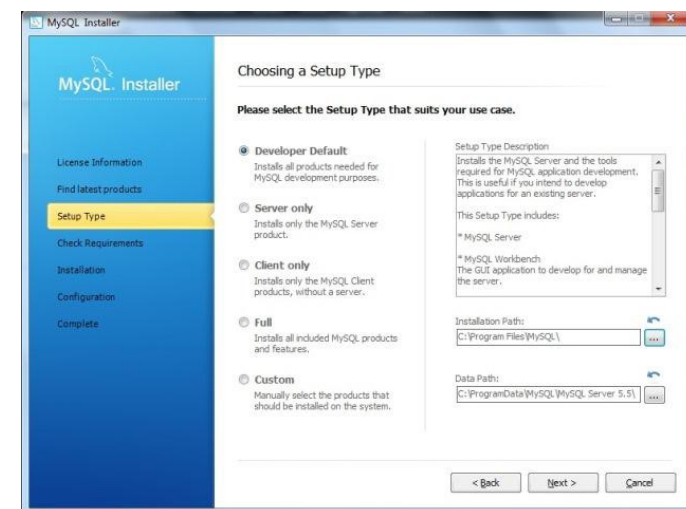 MySQL Installer
MySQL. Installer
License Information
Find latest products
Setup Type
Check Requirements
Installation
Configuration
Complete
Choosing a Setup Type
Please select the Setup Type that suits your use case.
Developer Default
Installs all products needed for
MySQL development purposes.
Server only
Installs only the MySQL Server
product.
Client only
Installs only the MySQL Client
products, without a server.
Full
Installs all included MySQL products
and features.
Custom
Manually select the products that
should be installed on the system.
Setup Type Description
Installs the MySQL Server and the tools
required for MySQL application development.
This is useful if you intend to develop
applications for an existing server.
This Setup Type includes:
* MySQL Server
* MySQL Workbench
The GUI application to develop for and manage
the server.
Installation Path:
C:\Program Files\MySQL\
...
Data Path:
C:\ProgramData\MySQL\MySQL Server 5.5\
...
< Back
Next >
Cancel